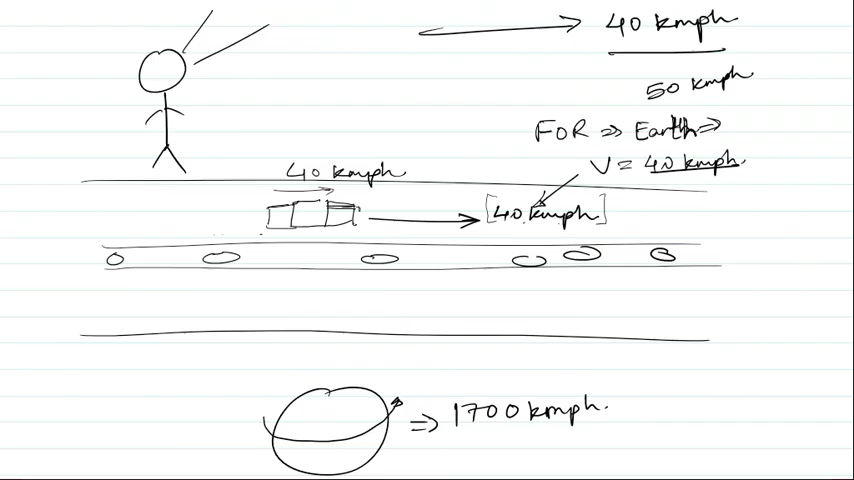 40 kmph
50 kmph
FOR ⇒ Earth ⇒
V = 40 kmph.
40 kmph
[40 kmph]
⇒ 1700 kmph.